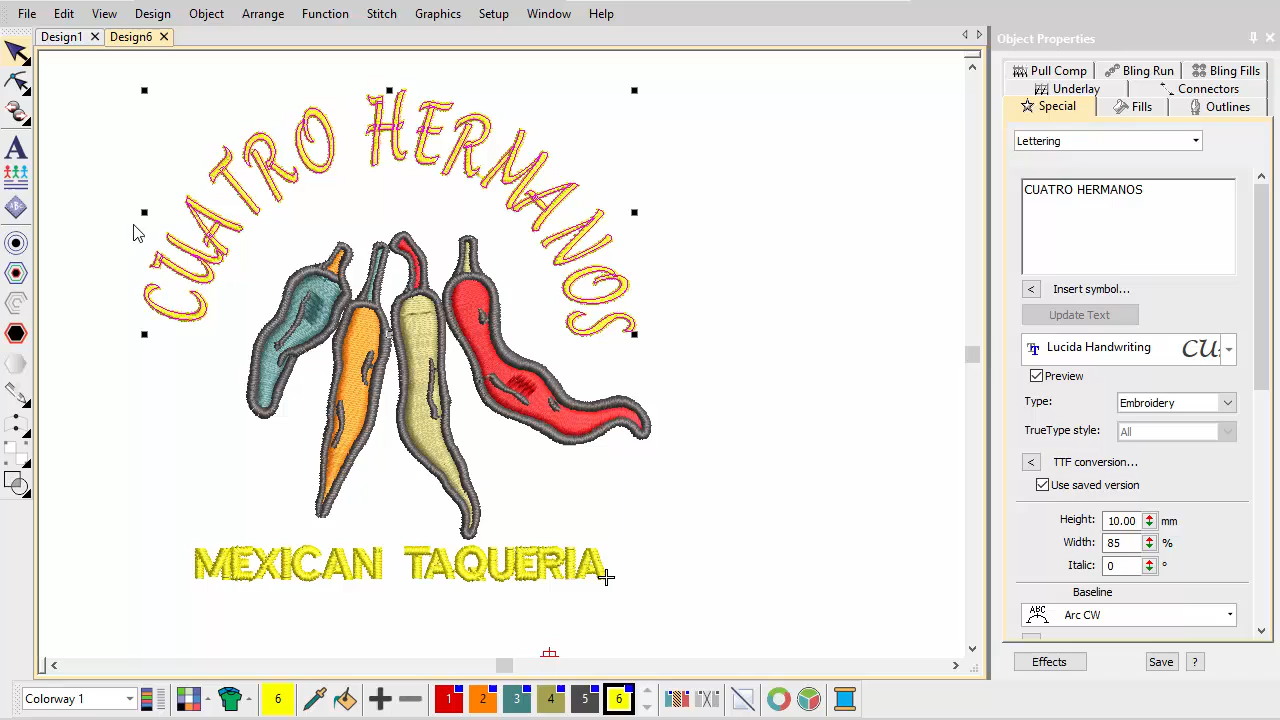 File Edit View Design Object Arrange Function Stitch Graphics Setup Window Help
Design1 Design6
Object Properties
Pull Comp Bling Run Bling Fills
Underlay Connectors
Special Fills Outlines
Lettering
CUATRO HERMANOS
Insert symbol...
Update Text
Lucida Handwriting CU
Preview
Type: Embroidery
TrueType style: All
TTF conversion...
Use saved version
Height: 10.00 mm
Width: 85 %
Italic: 0 °
Baseline
ABC Arc CW
Effects Save ?
CUATRO HERMANOS
MEXICAN TAQUERIA
Colorway 1 6 1 2 3 4 5 6